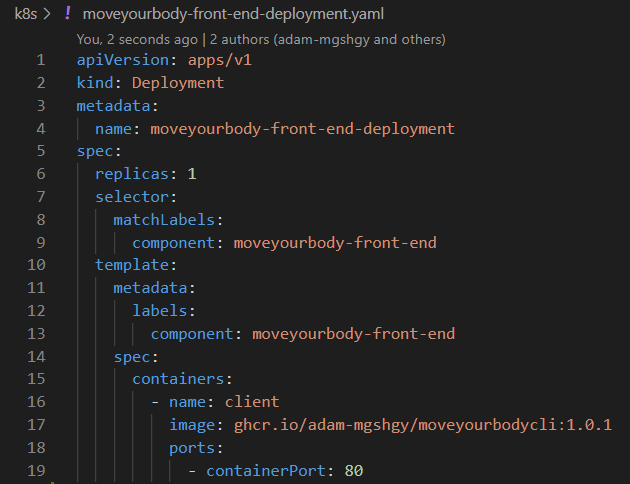 k8s > ! moveyourbody-front-end-deployment.yaml
You, 2 seconds ago | 2 authors (adam-mgshgy and others)
1 apiVersion: apps/v1
2 kind: Deployment
3 metadata:
4   name: moveyourbody-front-end-deployment
5 spec:
6   replicas: 1
7   selector:
8     matchLabels:
9       component: moveyourbody-front-end
10   template:
11     metadata:
12       labels:
13         component: moveyourbody-front-end
14     spec:
15       containers:
16         - name: client
17           image: ghcr.io/adam-mgshgy/moveyourbodycli:1.0.1
18           ports:
19             - containerPort: 80